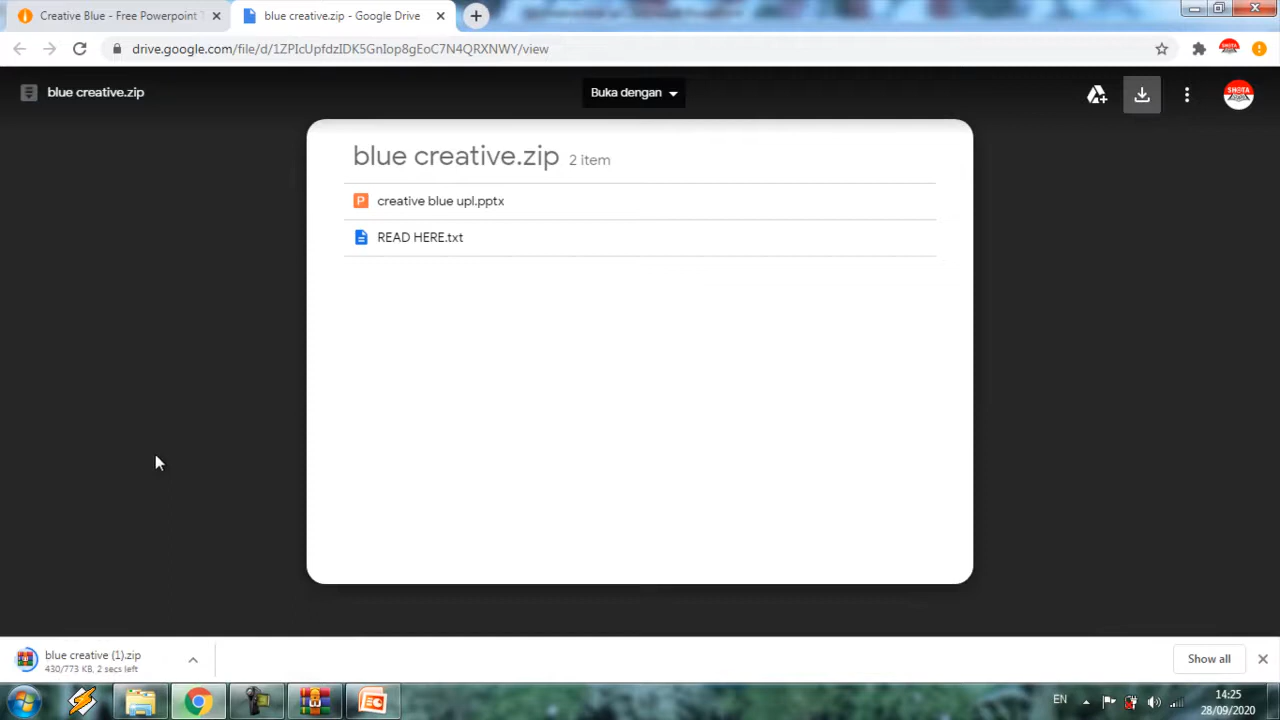 Creative Blue - Free Powerpoint T
blue creative.zip - Google Drive
drive.google.com/file/d/1ZPIcUpfdzIDK5GnIop8gEoC7N4QRXNWY/view
blue creative.zip
Buka dengan
SHOTA
blue creative.zip 2 item
creative blue upl.pptx
READ HERE.txt
blue creative (1).zip
430/773 KB, 2 secs left
Show all
EN
14:25
28/09/2020